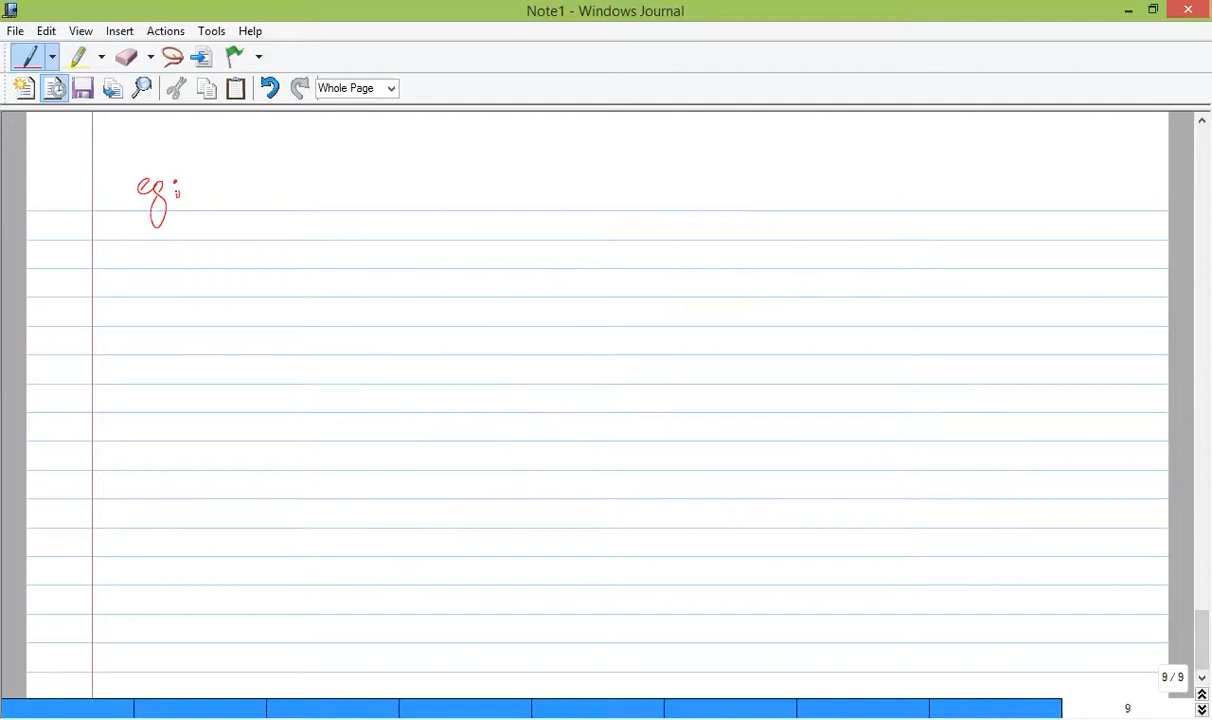 Note1 - Windows Journal
File Edit View Insert Actions Tools Help
Whole Page
eg:
9 / 9
9